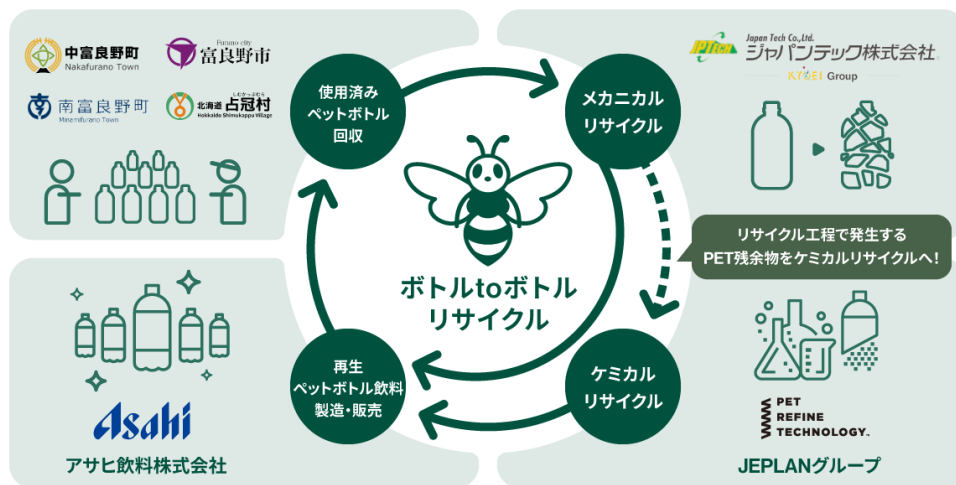 中富良野町
Nakafurano Town
Furano city
富良野市
南富良野町
Minamifurano Town
しむかっぷむら
北海道 占冠村
Hokkaido Shimukappu Village
使用済み
ペットボトル
回収
メカニカル
リサイクル
Japan Tech Co.,Ltd.
JPTech
ジャパンテック株式会社
KYOEI Group
リサイクル工程で発生する
PET残余物をケミカルリサイクルへ!
ボトルtoボトル
リサイクル
再生
ペットボトル飲料
製造・販売
ケミカル
リサイクル
Asahi
アサヒ飲料株式会社
PET
REFINE
TECHNOLOGY™
JEPLANグループ